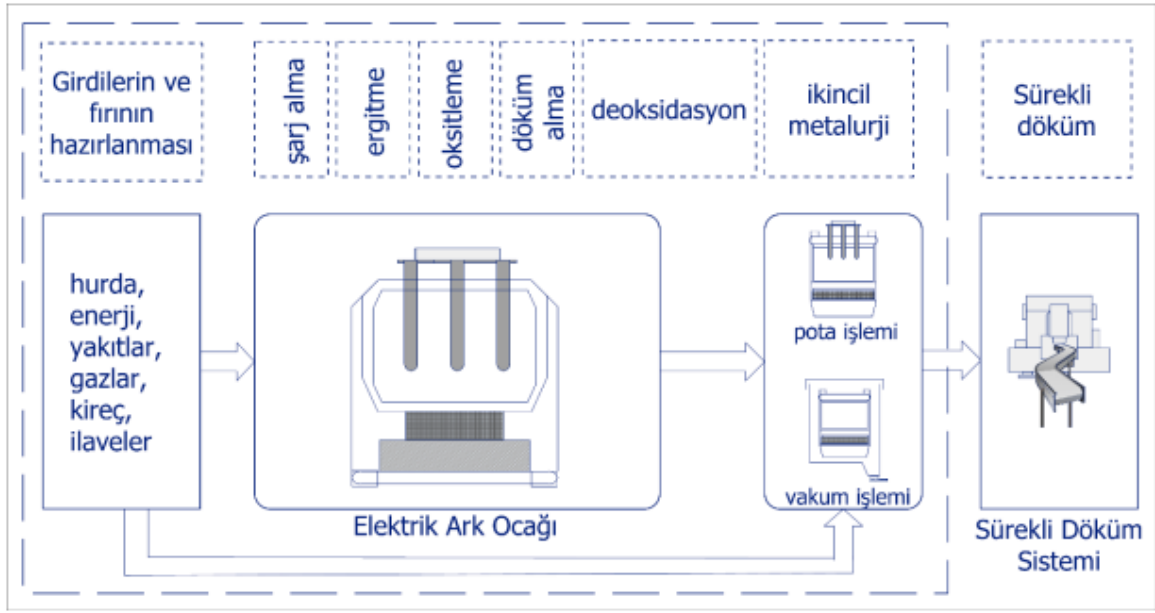 Girdilerin ve
fırının
hazırlanması
şarj alma
ergitme
oksitleme
döküm
alma
deoksidasyon
ikincil
metalurji
Sürekli
döküm
hurda,
enerji,
yakıtlar,
gazlar,
kireç,
ilaveler
Elektrik Ark Ocağı
pota işlemi
vakum işlemi
Sürekli Döküm
Sistemi